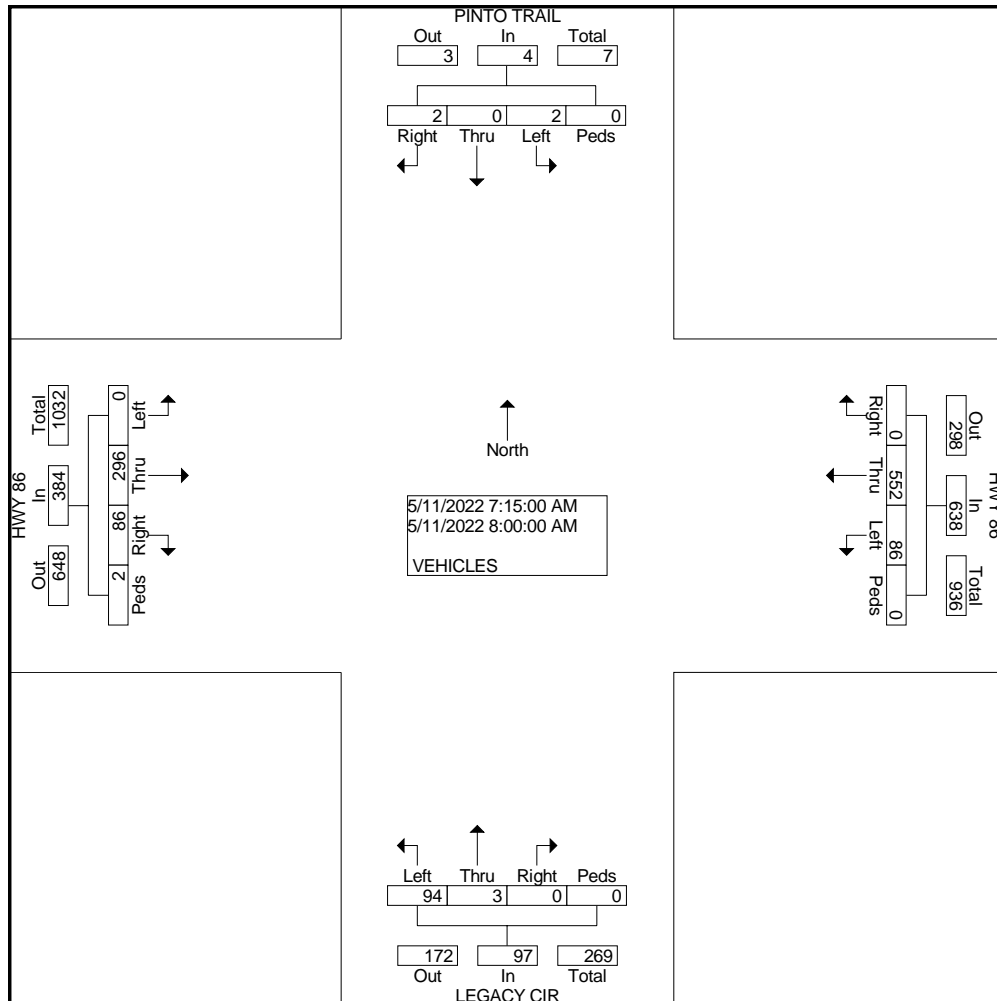 PINTO TRAIL
Out In Total
3 4 7
2 0 2 0
Right Thru Left Peds
HWY 86
Total In Out
1032 384 648
0 296 86 2
Left Thru Right Peds
North
5/11/2022 7:15:00 AM
5/11/2022 8:00:00 AM
VEHICLES
Right Thru Left Peds
0 552 86 0
Out In Total
298 638 936
HWY 86
Left Thru Right Peds
94 3 0 0
172 97 269
Out In Total
LEGACY CIR